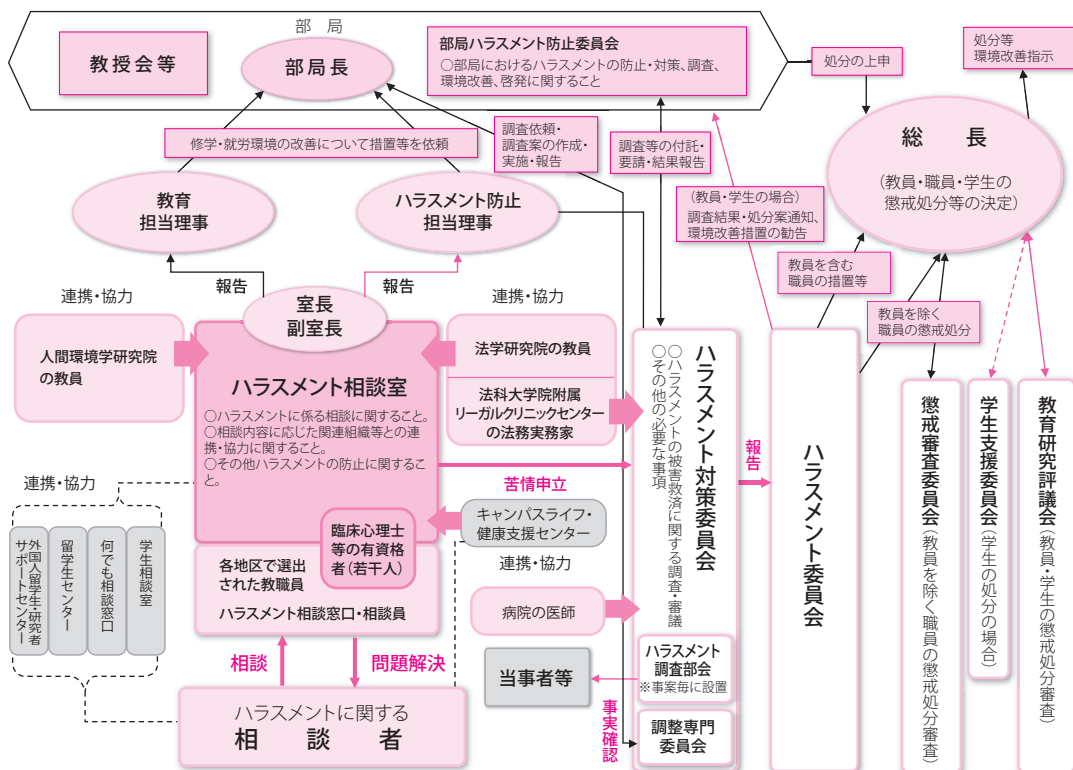 部　局
教授会等
部局長
部局ハラスメント防止委員会
○部局におけるハラスメントの防止・対策、調査、
環境改善、啓発に関すること
処分の上申
処分等
環境改善指示
修学・就労環境の改善について措置等を依頼
調査依頼・
調査案の作成・
実施・報告
調査等の付託・
要請・結果報告
総　長
(教員・職員・学生の
懲戒処分等の決定)
教育
担当理事
ハラスメント防止
担当理事
(教員・学生の場合)
調査結果・処分案通知、
環境改善措置の勧告
教員を含む
職員の措置等
教員を除く
職員の懲戒処分
報告
報告
連携・協力
室長
副室長
連携・協力
人間環境学研究院
の教員
法学研究院の教員
法科大学院附属
リーガルクリニックセンター
の法務実務家
ハラスメント相談室
○ハラスメントに係る相談に関すること。
○相談内容に応じた関連組織等との連
携・協力に関すること。
○その他ハラスメントの防止に関するこ
と。
苦情申立
キャンパスライフ・
健康支援センター
連携・協力
病院の医師
臨床心理士
等の有資格
者(若干人)
各地区で選出
された教職員
ハラスメント相談窓口・相談員
連携・協力
学生相談室
何でも相談窓口
留学生センター
外国人留学生・研究者
サポートセンター
相談
問題解決
ハラスメントに関する
相　談　者
ハラスメント対策委員会
○ハラスメントの被害救済に関する調査・審議
○その他の必要な事項
ハラスメント
調査部会
※事案毎に設置
調整専門
委員会
当事者等
事実確認
報告
ハラスメント委員会
懲戒審査委員会(教員を除く職員の懲戒処分審査)
学生支援委員会(学生の処分の場合)
教育研究評議会(教員・学生の懲戒処分審査)